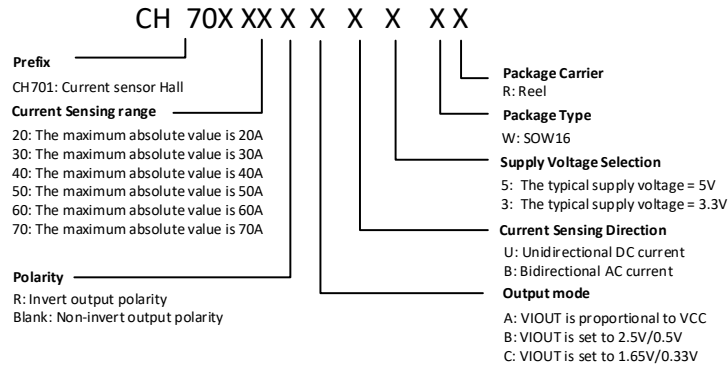 CH 70X XX X X X X X X
Prefix
CH701: Current sensor Hall
Current Sensing range
20: The maximum absolute value is 20A
30: The maximum absolute value is 30A
40: The maximum absolute value is 40A
50: The maximum absolute value is 50A
60: The maximum absolute value is 60A
70: The maximum absolute value is 70A
Polarity
R: Invert output polarity
Blank: Non-invert output polarity
Package Carrier
R: Reel
Package Type
W: SOW16
Supply Voltage Selection
5: The typical supply voltage = 5V
3: The typical supply voltage = 3.3V
Current Sensing Direction
U: Unidirectional DC current
B: Bidirectional AC current
Output mode
A: VIOUT is proportional to VCC
B: VIOUT is set to 2.5V/0.5V
C: VIOUT is set to 1.65V/0.33V